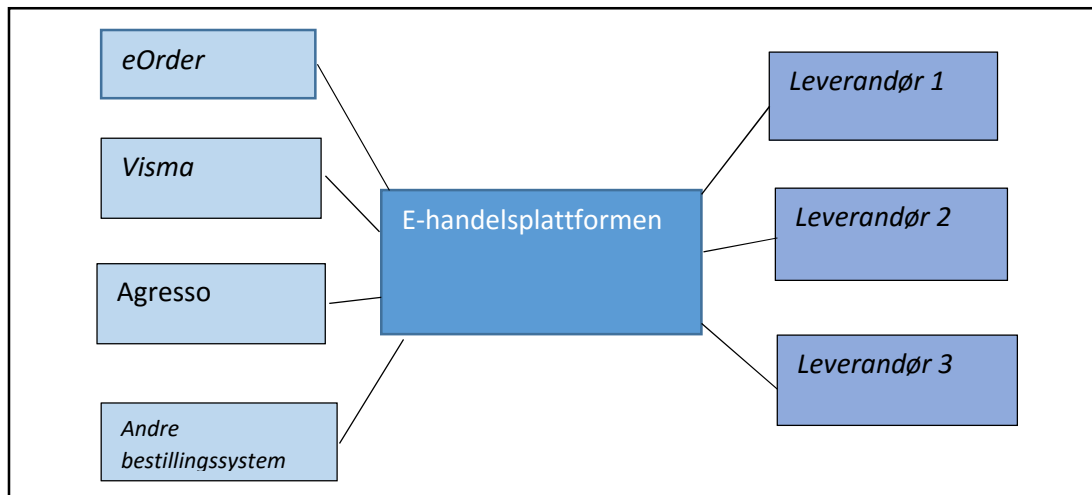 eOrder
Visma
Agresso
Andre
bestillingssystem
E-handelsplattformen
Leverandør 1
Leverandør 2
Leverandør 3